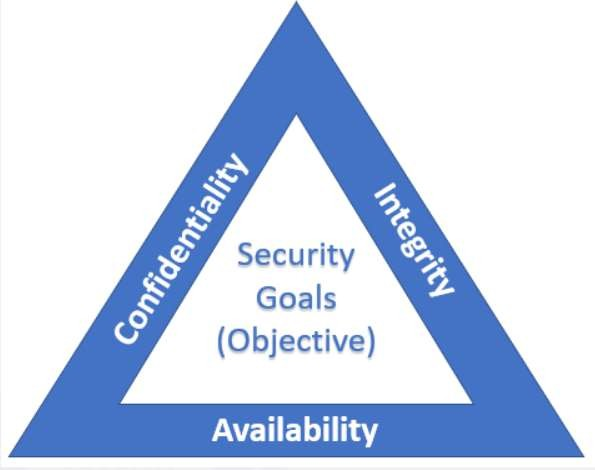 Confidentiality
Integrity
Security
Goals
(Objective)
Availability